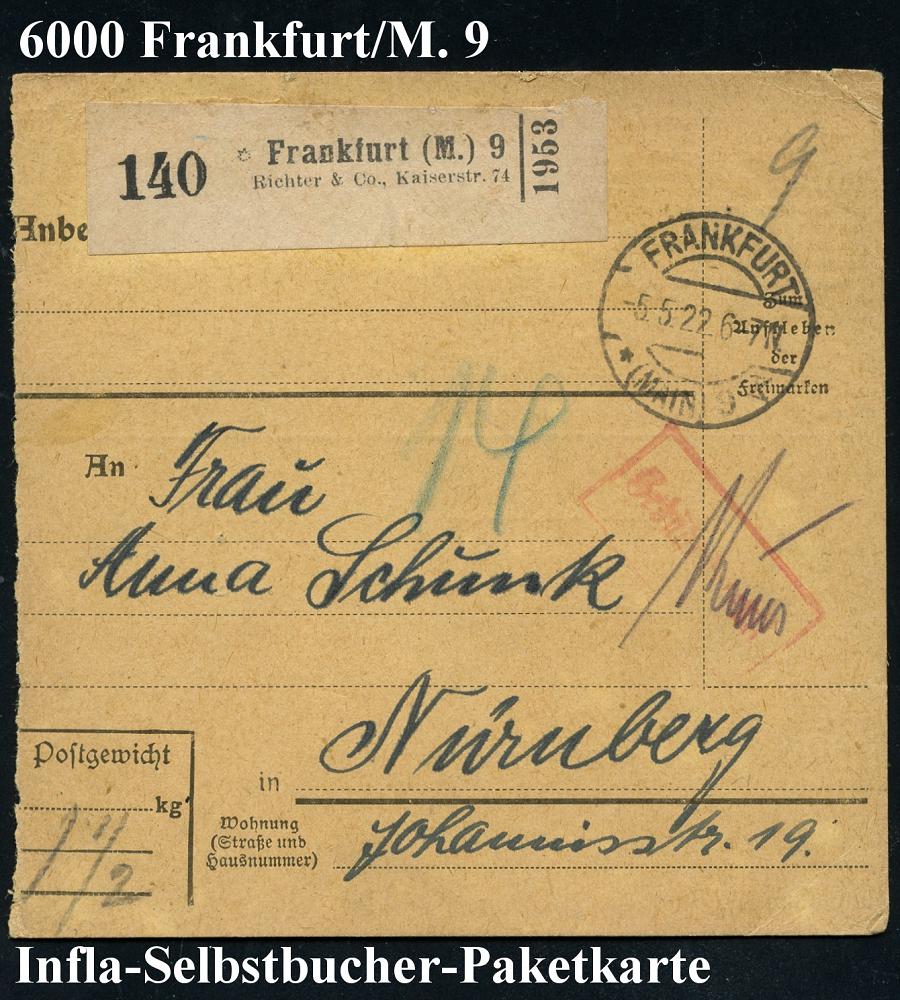 6000 Frankfurt/M. 9
140
Frankfurt (M.) 9
Richter & Co., Kaiserstr. 74
1953
9
Anbe
FRANKFURT
-5.5.22.6-7N.
* (MAIN) 9
Zum
Aufkleben
der
Freimarken
14
An Frau
Anna Schunk
Nürnberg
in
Postgewicht
kg
Wohnung
(Straße und
Hausnummer)
Johannisstr. 19.
Infla-Selbstbucher-Paketkarte